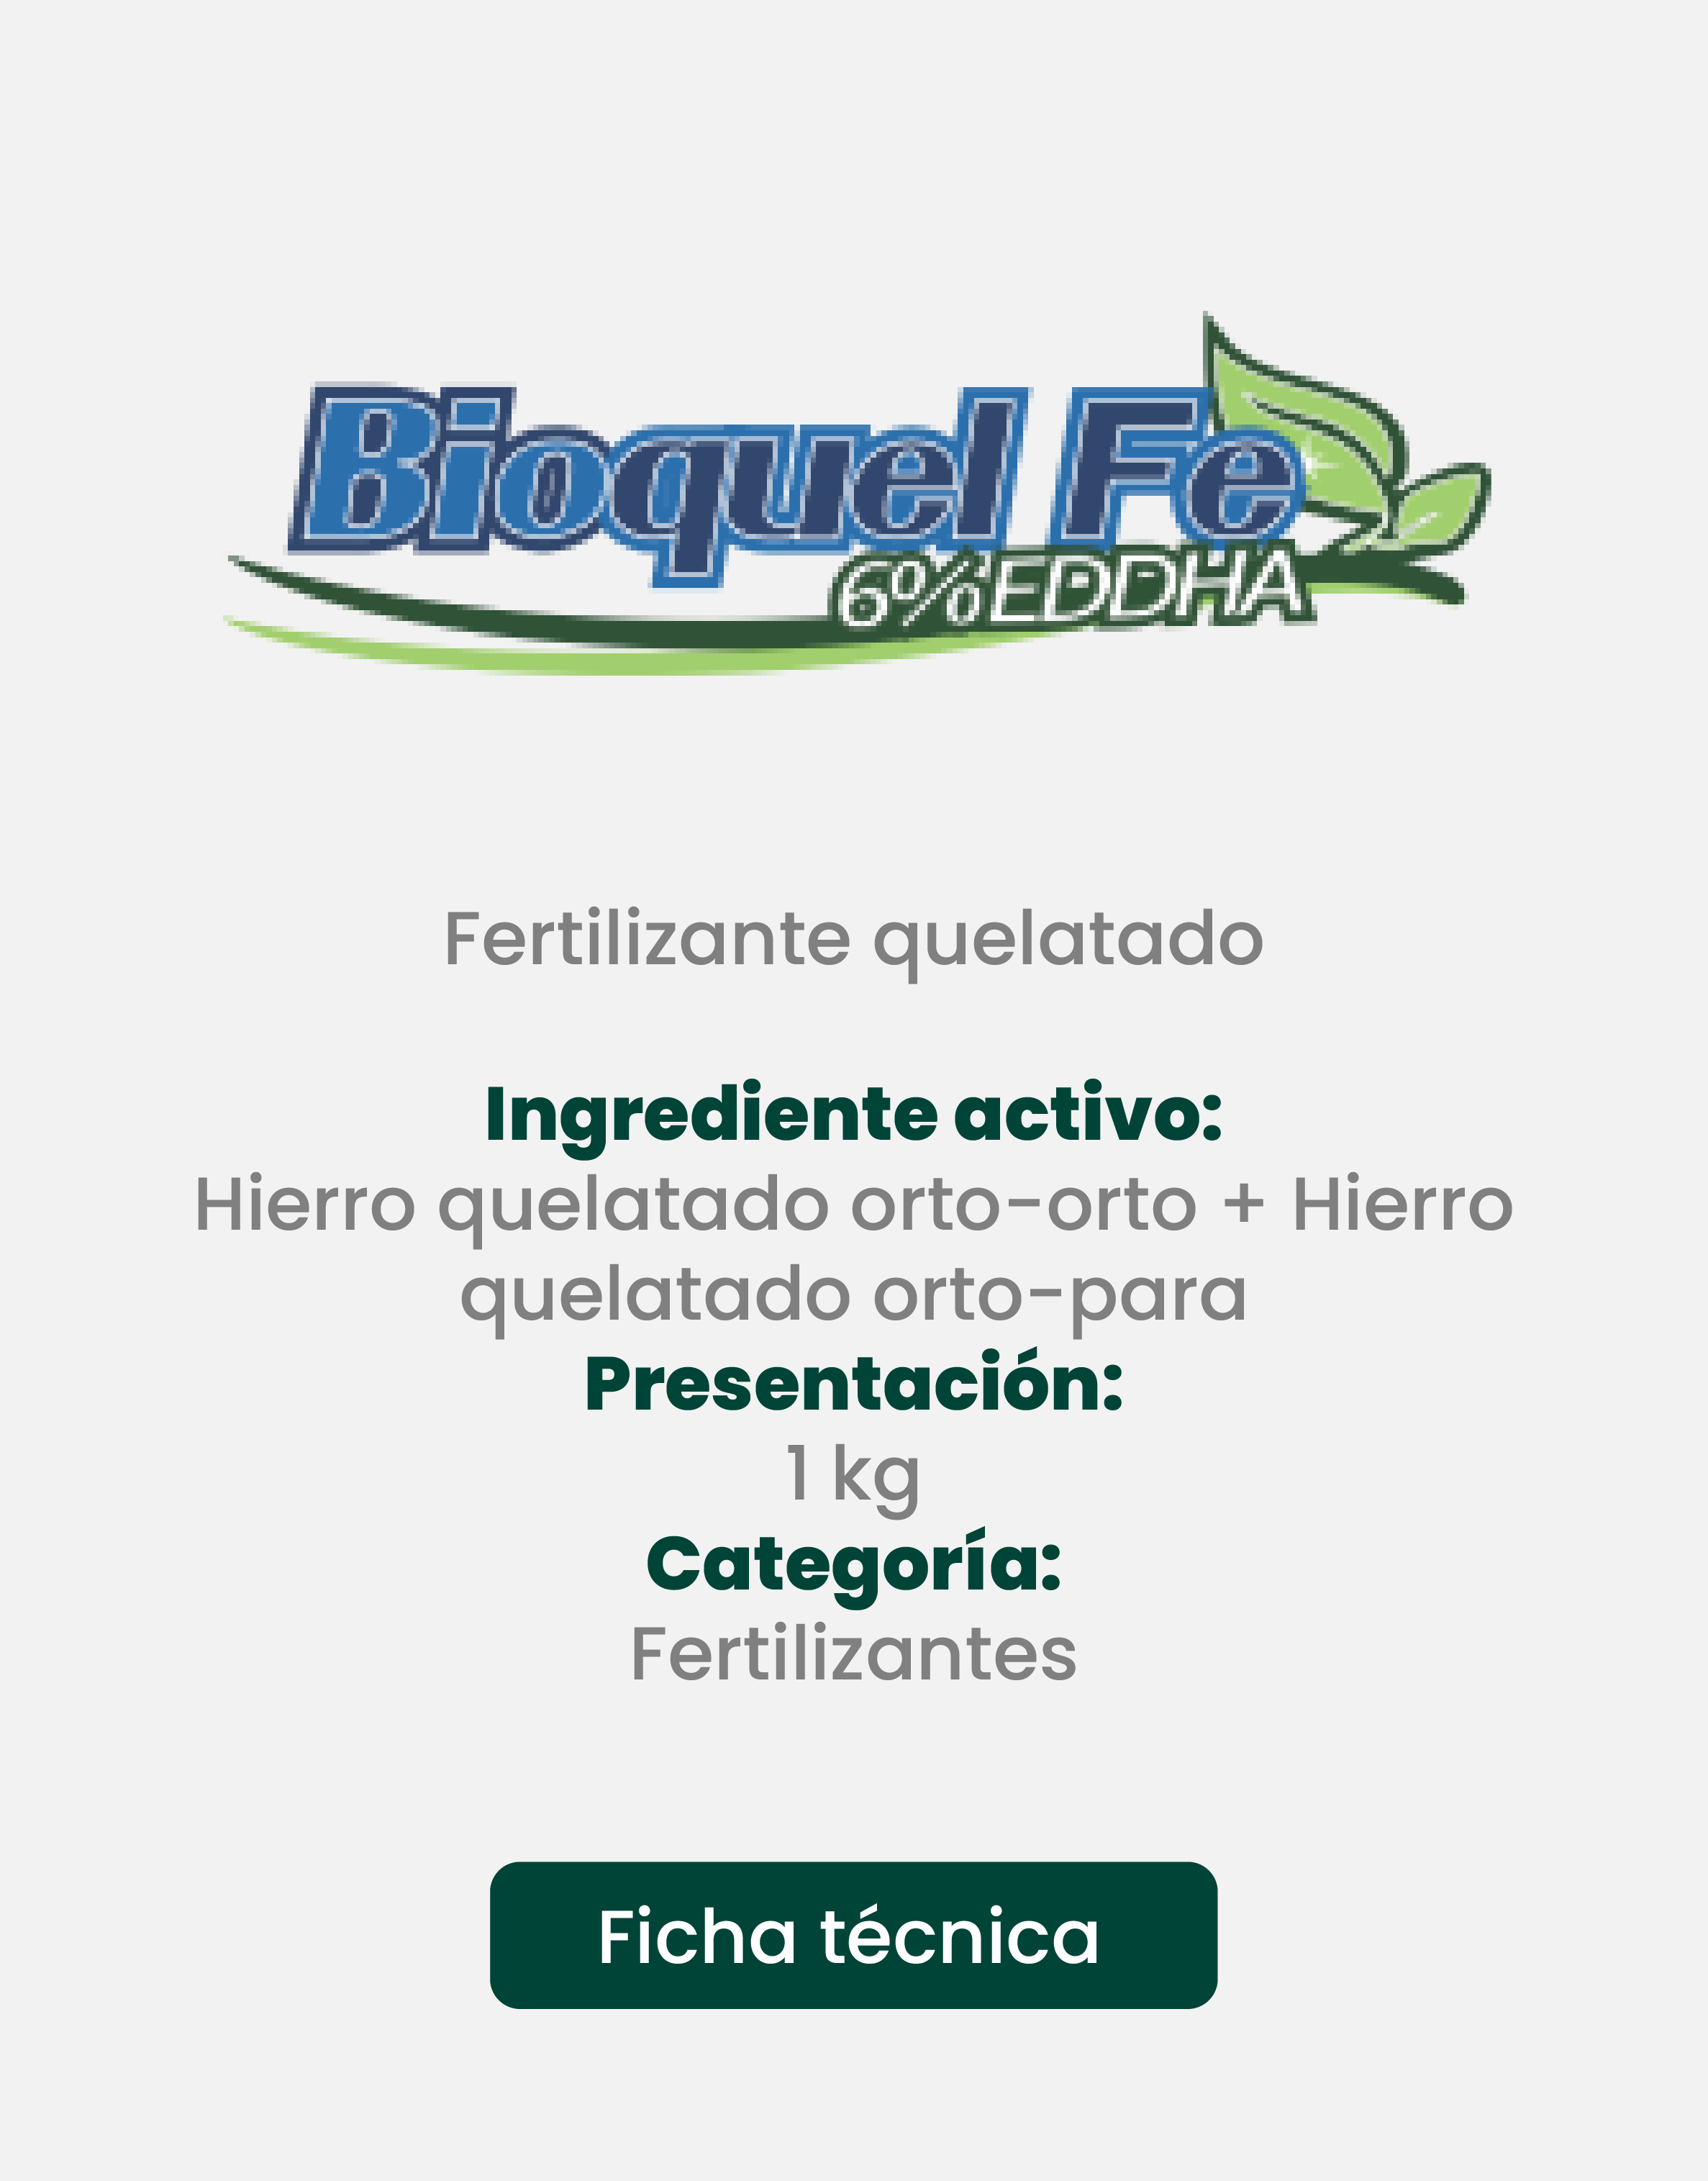 Bioquel Fe
6% EDDHA
Fertilizante quelatado
Ingrediente activo:
Hierro quelatado orto-orto + Hierro
quelatado orto-para
Presentación:
1 kg
Categoría:
Fertilizantes
Ficha técnica